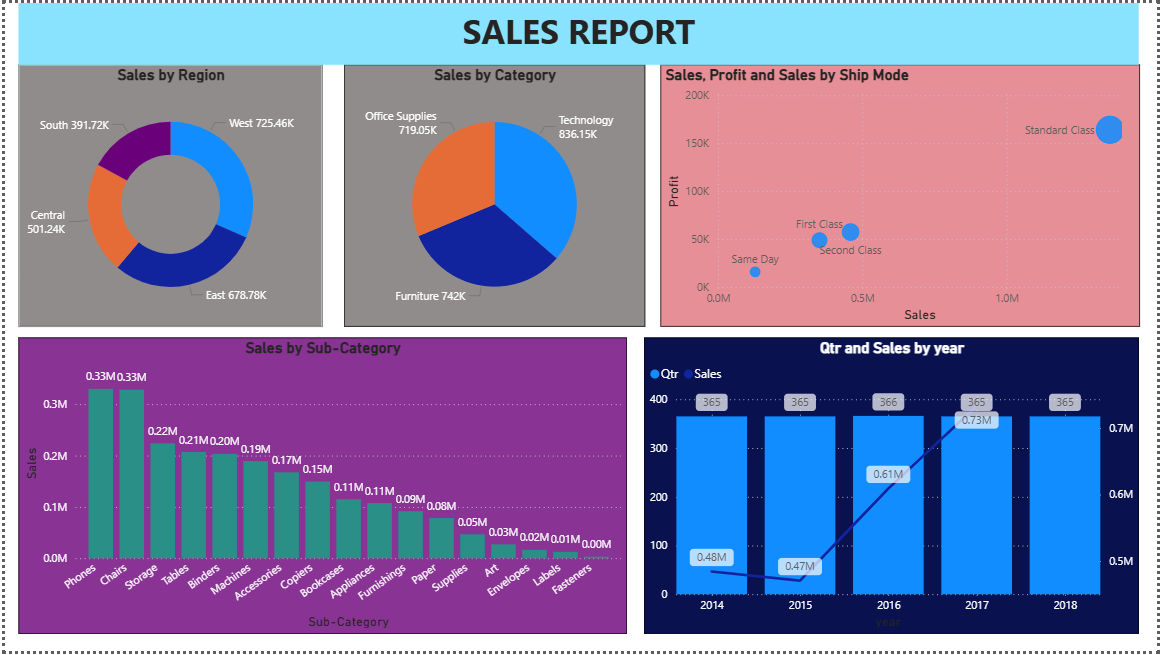 SALES REPORT
Sales by Region
South 391.72K
West 725.46K
Central
501.24K
East 678.78K
Sales by Category
Office Supplies
719.05K
Technology
836.15K
Furniture 742K
Sales, Profit and Sales by Ship Mode
200K
150K
100K
50K
0K
Profit
Standard Class
First Class
Second Class
Same Day
0.0M 0.5M 1.0M
Sales
Sales by Sub-Category
0.3M
0.2M
0.1M
0.0M
Sales
0.33M 0.33M 0.22M 0.21M 0.20M 0.19M 0.17M 0.15M 0.11M 0.11M 0.09M 0.08M 0.05M 0.03M 0.02M 0.01M 0.00M
Phones Chairs Storage Tables Binders Machines Accessories Copiers Bookcases Appliances Furnishings Paper Supplies Art Envelopes Labels Fasteners
Sub-Category
Qtr and Sales by year
Qtr Sales
400
300
200
100
0
365 365 366 365 365
0.48M 0.47M 0.61M 0.73M
0.7M
0.6M
0.5M
2014 2015 2016 2017 2018
year